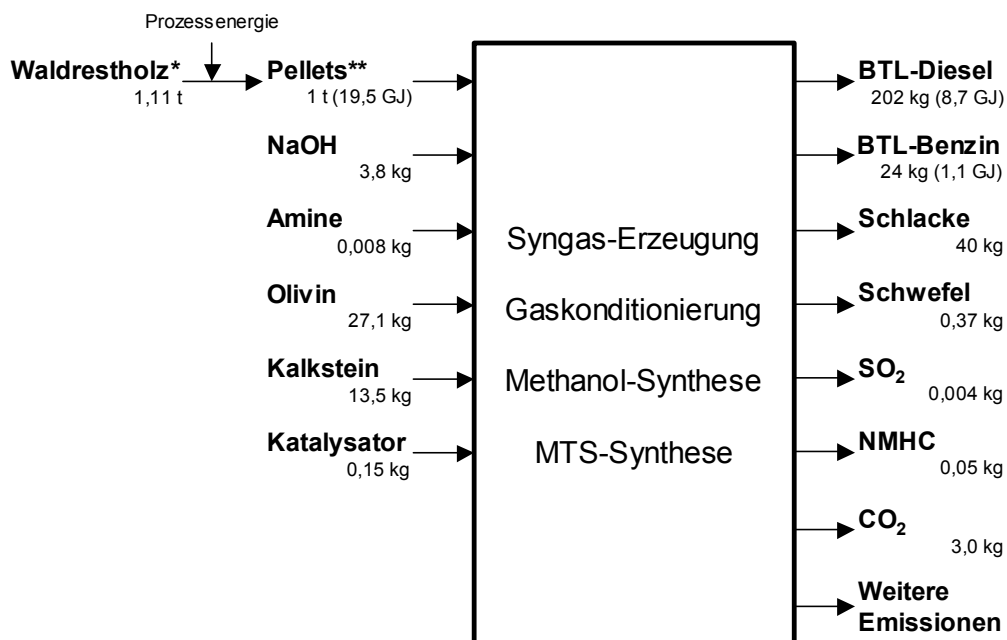 Prozessenergie
Waldrestholz*
1,11 t
Pellets**
1 t (19,5 GJ)
NaOH
3,8 kg
Amine
0,008 kg
Olivin
27,1 kg
Kalkstein
13,5 kg
Katalysator
0,15 kg
Syngas-Erzeugung
Gaskonditionierung
Methanol-Synthese
MTS-Synthese
BTL-Diesel
202 kg (8,7 GJ)
BTL-Benzin
24 kg (1,1 GJ)
Schlacke
40 kg
Schwefel
0,37 kg
SO₂
0,004 kg
NMHC
0,05 kg
CO₂
3,0 kg
Weitere
Emissionen